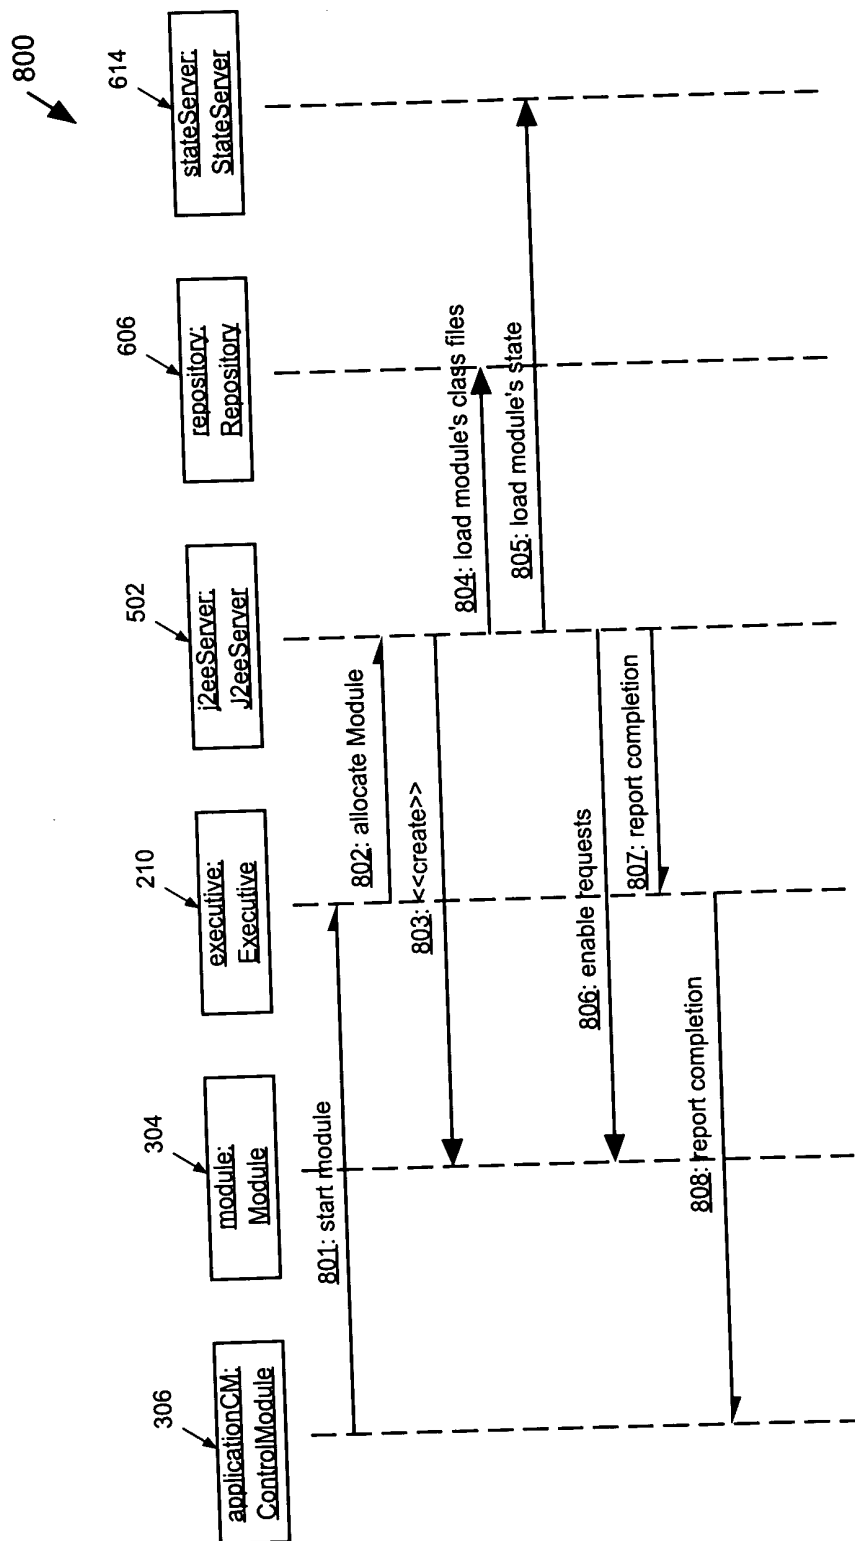 800
306
applicationCM:
ControlModule
304
module:
Module
210
executive:
Executive
502
j2eeServer:
J2eeServer
606
repository:
Repository
614
stateServer:
StateServer
801: start module
802: allocate Module
803: <<create>>
804: load module's class files
805: load module's state
806: enable requests
807: report completion
808: report completion